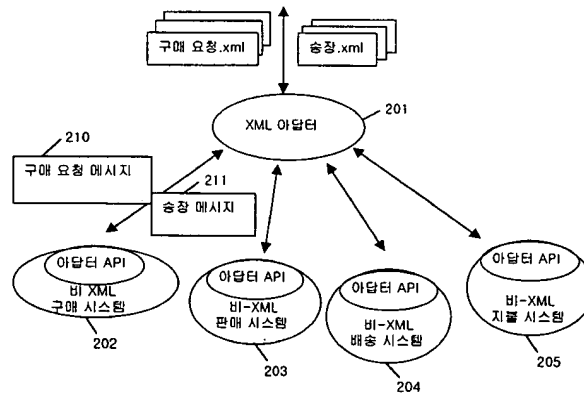 구매 요청.xml
송장.xml
201
XML 아답터
210
구매 요청 메시지
211
송장 메시지
아답터 API
비 XML
구매 시스템
202
아답터 API
비-XML
판매 시스템
203
아답터 API
비-XML
배송 시스템
204
아답터 API
비-XML
지불 시스템
205